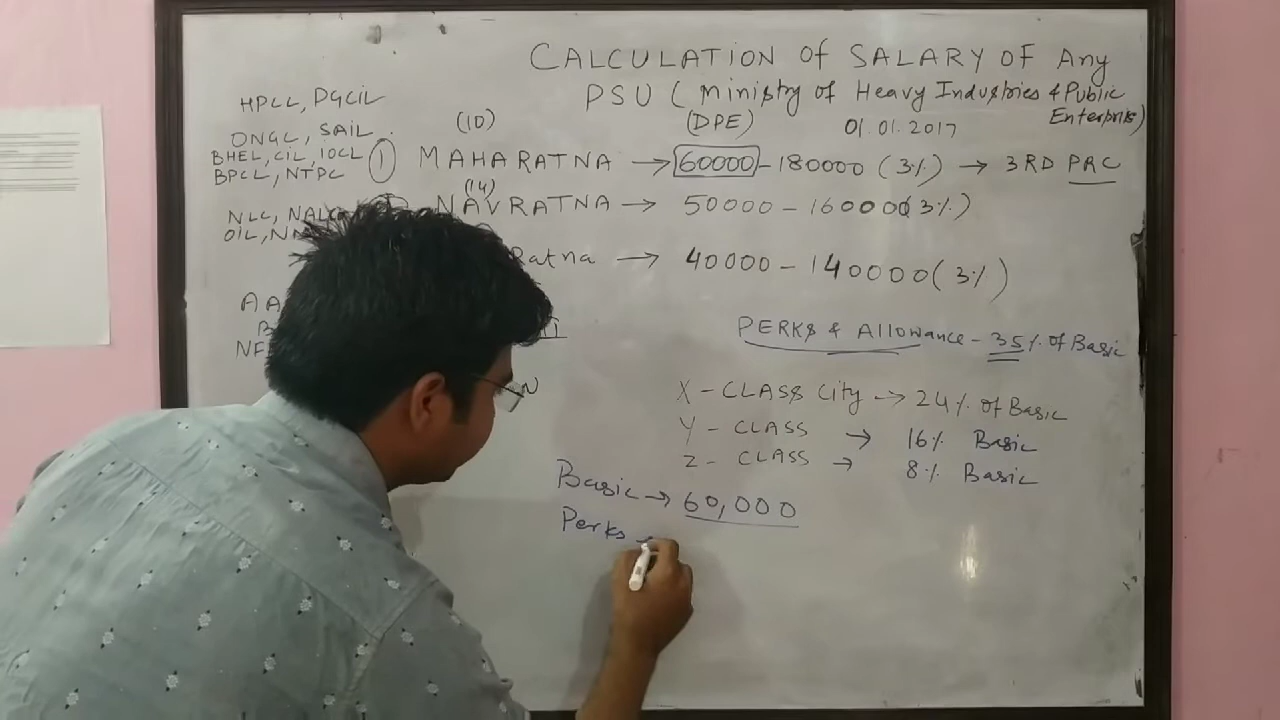 CALCULATION of SALARY OF Any
PSU (Ministry of Heavy Industries & Public
Enterpris)
(DPE) 01.01.2017
HPCL, PGCIL
ONGC, SAIL
BHEL, CIL, IOCL
BPCL, NTPC
(10)
1 MAHARATNA → 60000 - 180000 (3%) → 3RD PRC
(14)
NLC,
OIL,
NAVRATNA → 50000 - 160000(3%)
Ratna → 40000 - 140000(3%)
PERKS & Allowance - 35% of Basic
X - CLASS City → 24% of Basic
Y - CLASS → 16% Basic
Z - CLASS → 8% Basic
Basic → 60,000
Perks